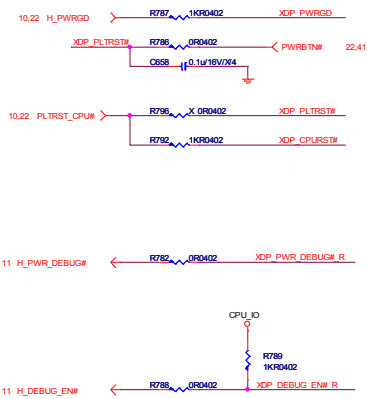 R787 1KR0402 XDP_PWRGD
10,22 H_PWRGD
XDP_PLTRST# R786 0R0402
PWRBTN# 22,41
C658 0.1u/16V/X/4
R796 X_0R0402 XDP_PLTRST#
10,22 PLTRST_CPU#
R792 1KR0402 XDP_CPURST#
R782 0R0402 XDP_PWR_DEBUG#_R
11 H_PWR_DEBUG#
CPU_IO
R789
1KR0402
R788 0R0402 XDP_DEBUG_EN#_R
11 H_DEBUG_EN#